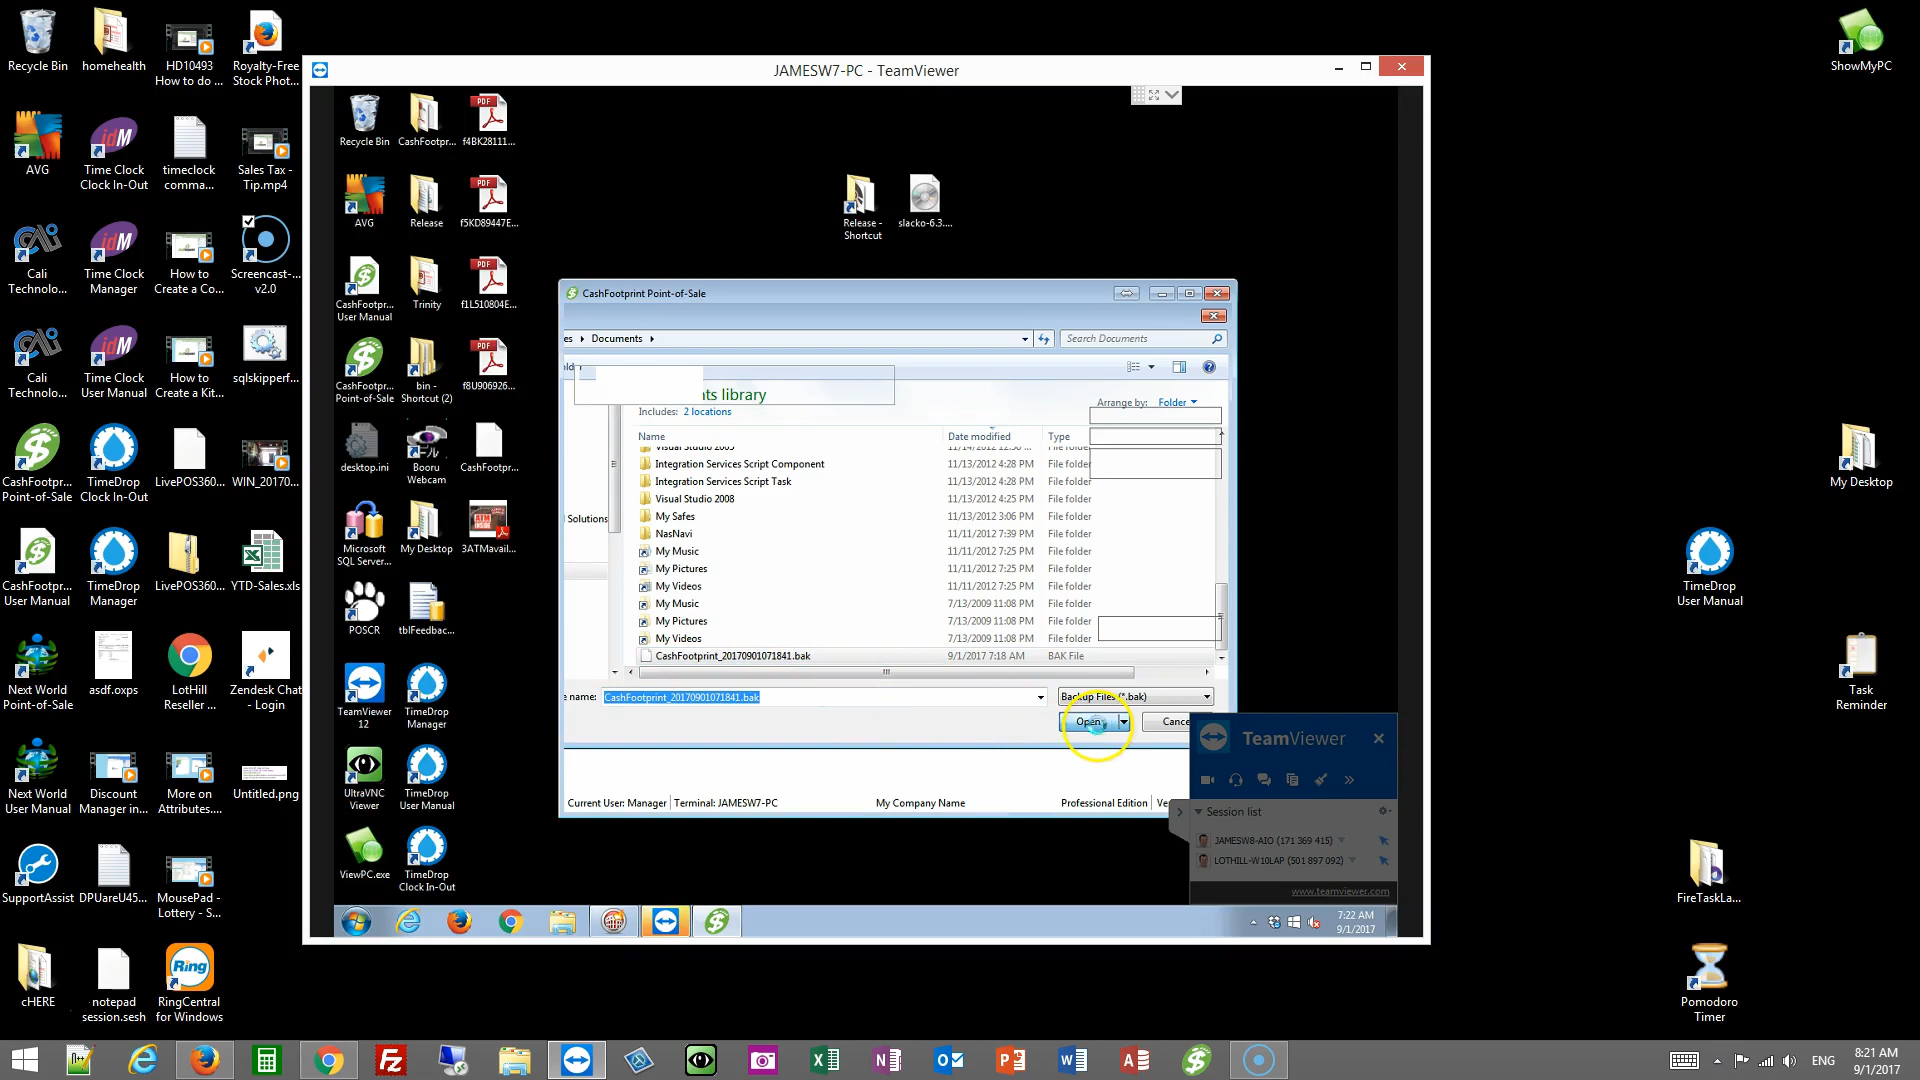 Recycle Bin
homehealth
HD10493
How to do ...
Royalty-Free
Stock Phot...
AVG
Time Clock
Clock In-Out
timeclock
comma...
Sales Tax -
Tip.mp4
Cali
Technolo...
Time Clock
Manager
How to
Create a Co...
Screencast-...
v2.0
Cali
Technolo...
Time Clock
User Manual
How to
Create a Kit...
sqlskipperf...
CashFootpr...
Point-of-Sale
TimeDrop
Clock In-Out
LivePOS360...
WIN_20170...
CashFootpr...
User Manual
TimeDrop
Manager
LivePOS360...
YTD-Sales.xls
Next World
Point-of-Sale
asdf.oxps
LotHill
Reseller ...
Zendesk Chat
- Login
Next World
User Manual
Discount
Manager in...
More on
Attributes....
Untitled.png
SupportAssist
DPUareU45...
MousePad -
Lottery - S...
cHERE
notepad
session.sesh
Ring
RingCentral
for Windows
JAMESW7-PC - TeamViewer
Recycle Bin
CashFootpr...
PDF
f4BK28111...
AVG
Release
PDF
f5KD89447E...
Release -
Shortcut
slacko-6.3....
CashFootpr...
User Manual
Trinity
PDF
f1L510804E...
CashFootpr...
Point-of-Sale
bin -
Shortcut (2)
PDF
f8U906926...
desktop.ini
Booru
Webcam
CashFootpr...
Microsoft
SQL Server...
My Desktop
3ATMavail...
POSCR
tblFeedbac...
TeamViewer
12
TimeDrop
Manager
UltraVNC
Viewer
TimeDrop
User Manual
ViewPC.exe
TimeDrop
Clock In-Out
CashFootprint Point-of-Sale
es
Documents
Search Documents
nts library
Includes: 2 locations
Arrange by: Folder
Name
Date modified
Type
Integration Services Script Component
11/13/2012 4:28 PM
File folder
Integration Services Script Task
11/13/2012 4:28 PM
File folder
Visual Studio 2008
11/13/2012 4:25 PM
File folder
My Safes
11/13/2012 3:06 PM
File folder
NasNavi
11/11/2012 7:39 PM
File folder
My Music
11/11/2012 7:25 PM
File folder
My Pictures
11/11/2012 7:25 PM
File folder
My Videos
11/11/2012 7:25 PM
File folder
My Music
7/13/2009 11:08 PM
File folder
My Pictures
7/13/2009 11:08 PM
File folder
My Videos
7/13/2009 11:08 PM
File folder
CashFootprint_20170901071841.bak
9/1/2017 7:18 AM
BAK File
l Solutions
e name:
CashFootprint_20170901071841.bak
Backup Files (*.bak)
Open
Cance
Current User: Manager
Terminal: JAMESW7-PC
My Company Name
Professional Edition
Ve
TeamViewer
Session list
JAMESW8-AIO (171 369 415)
LOTHILL-W10LAP (501 897 092)
www.teamviewer.com
7:22 AM
9/1/2017
ShowMyPC
My Desktop
TimeDrop
User Manual
Task
Reminder
FireTaskLa...
Pomodoro
Timer
ENG
8:21 AM
9/1/2017